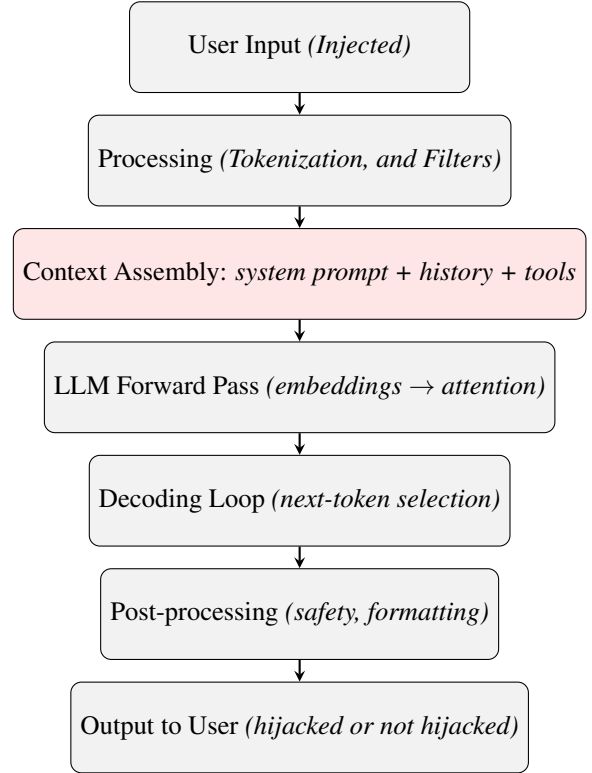 User Input (Injected)
Processing (Tokenization, and Filters)
Context Assembly: system prompt + history + tools
LLM Forward Pass (embeddings → attention)
Decoding Loop (next-token selection)
Post-processing (safety, formatting)
Output to User (hijacked or not hijacked)